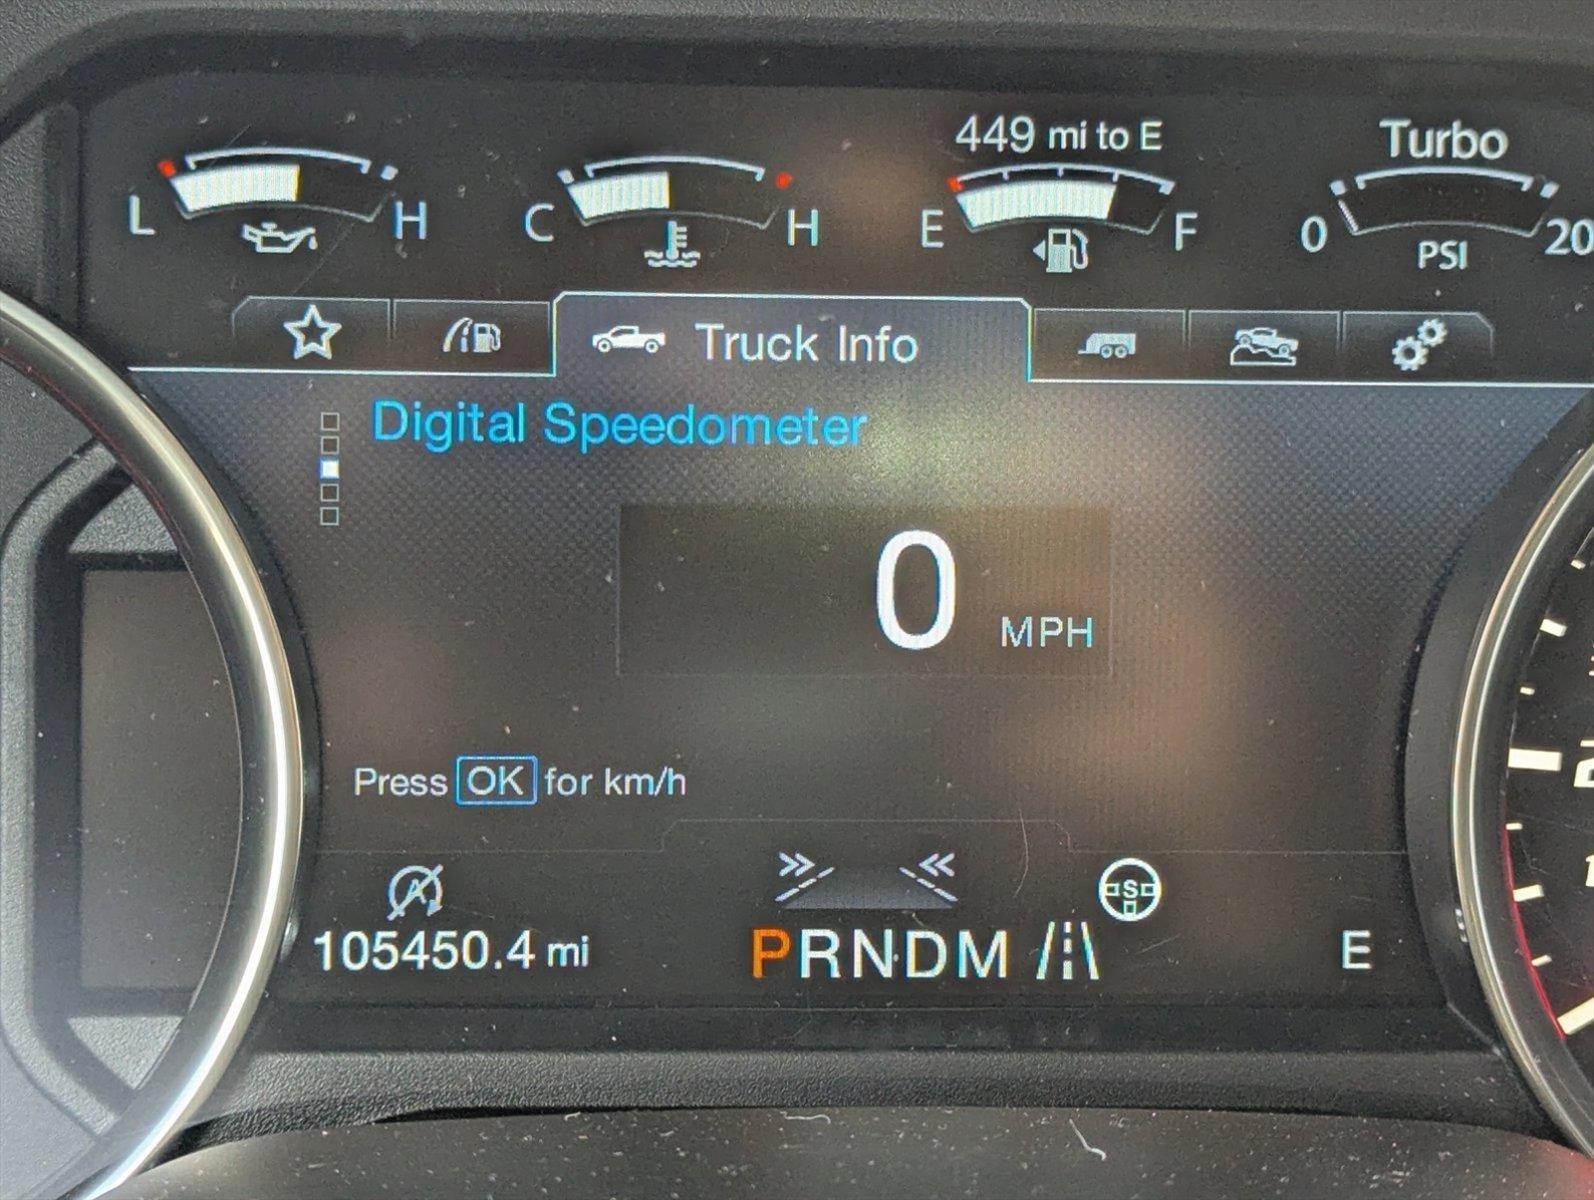 449 mi to E
Turbo
L H
C H
E F
0 20
PSI
Truck Info
Digital Speedometer
0 MPH
Press OK for km/h
A
S
105450.4 mi
PRNDM
E